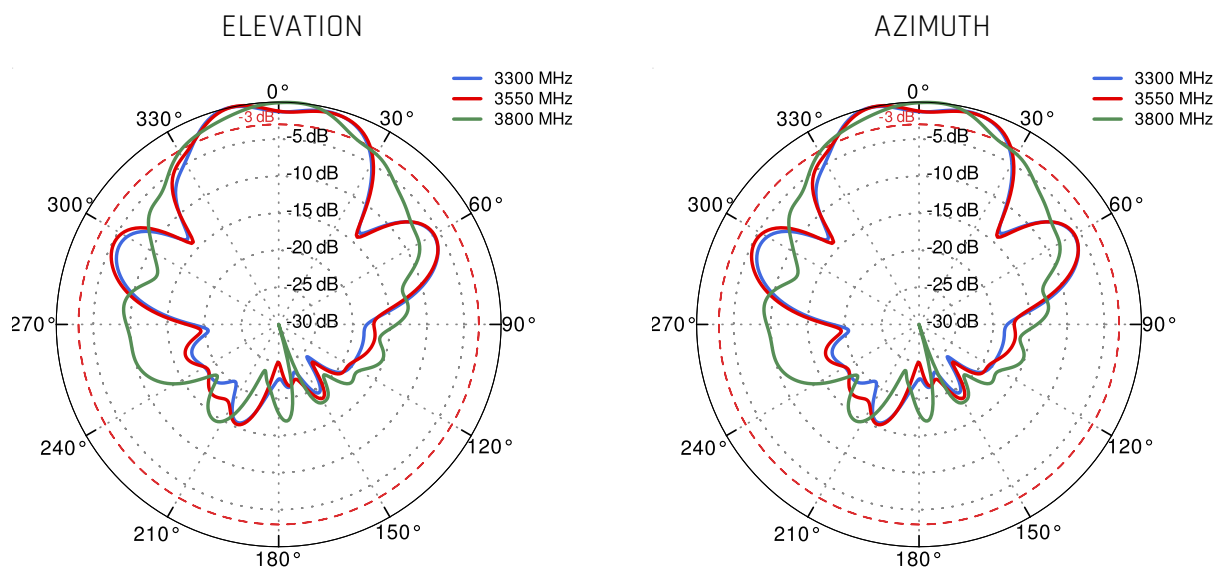 ELEVATION
3300 MHz
3550 MHz
3800 MHz
0°
330°
30°
-3 dB
-5 dB
-10 dB
300°
60°
-15 dB
-20 dB
-25 dB
270°
-30 dB
90°
240°
120°
210°
150°
180°
AZIMUTH
3300 MHz
3550 MHz
3800 MHz
0°
330°
30°
-3 dB
-5 dB
-10 dB
300°
60°
-15 dB
-20 dB
-25 dB
270°
-30 dB
90°
240°
120°
210°
150°
180°